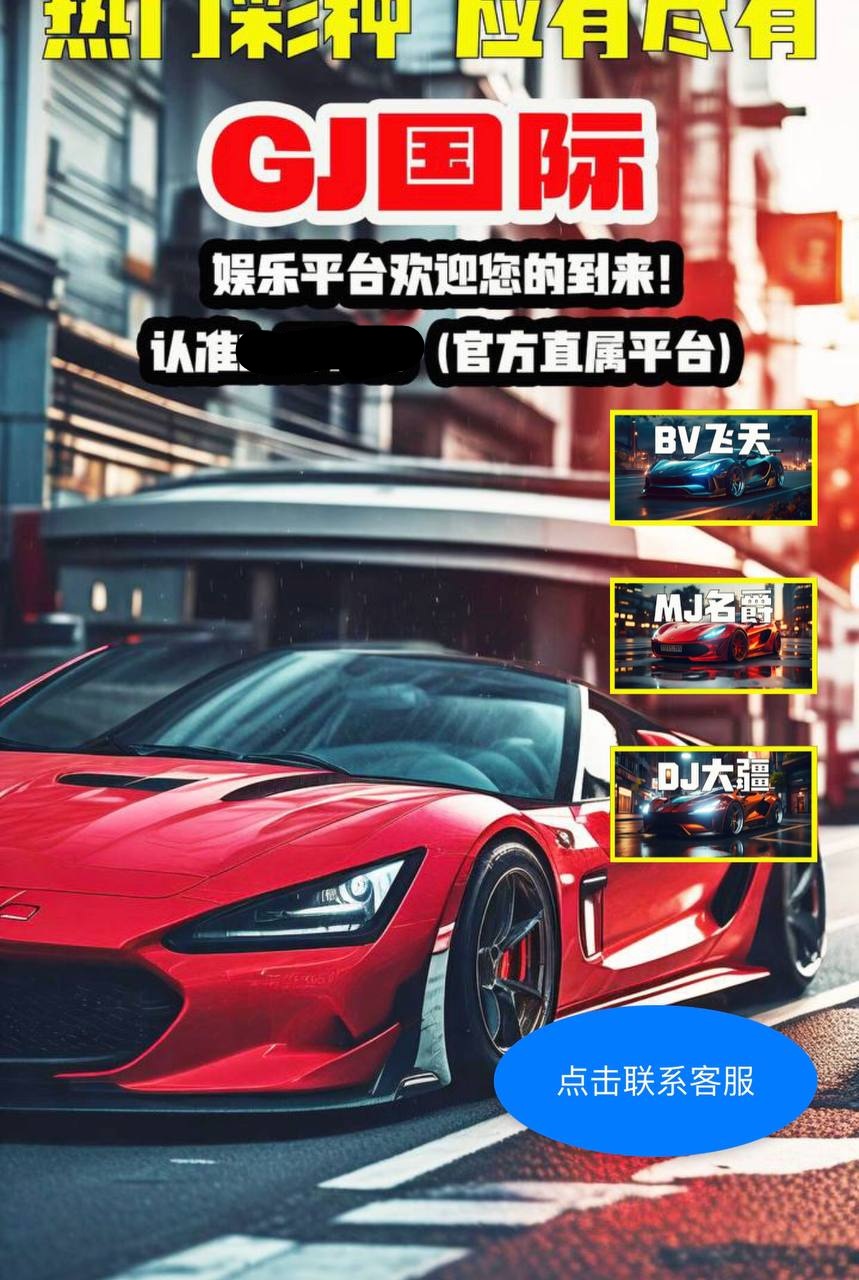 热门彩种 应有尽有
GJ国际
娱乐平台欢迎您的到来!
认准 (官方直属平台)
BV飞天
MJ名爵
DJ大疆
点击联系客服